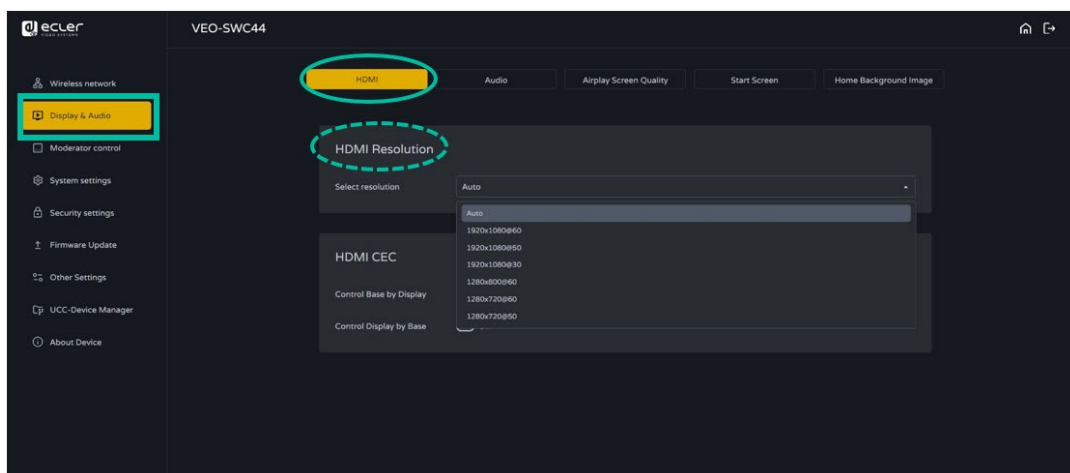 ecler
VEO-SWC44
Wireless network
Display & Audio
Moderator control
System settings
Security settings
Firmware Update
Other Settings
UCC-Device Manager
About Device
HDMI
Audio
Airplay Screen Quality
Start Screen
Home Background Image
HDMI Resolution
Select resolution
Auto
Auto
1920x1080@60
1920x1080@50
1920x1080@30
1280x800@60
1280x720@60
1280x720@50
HDMI CEC
Control Base by Display
Control Display by Base